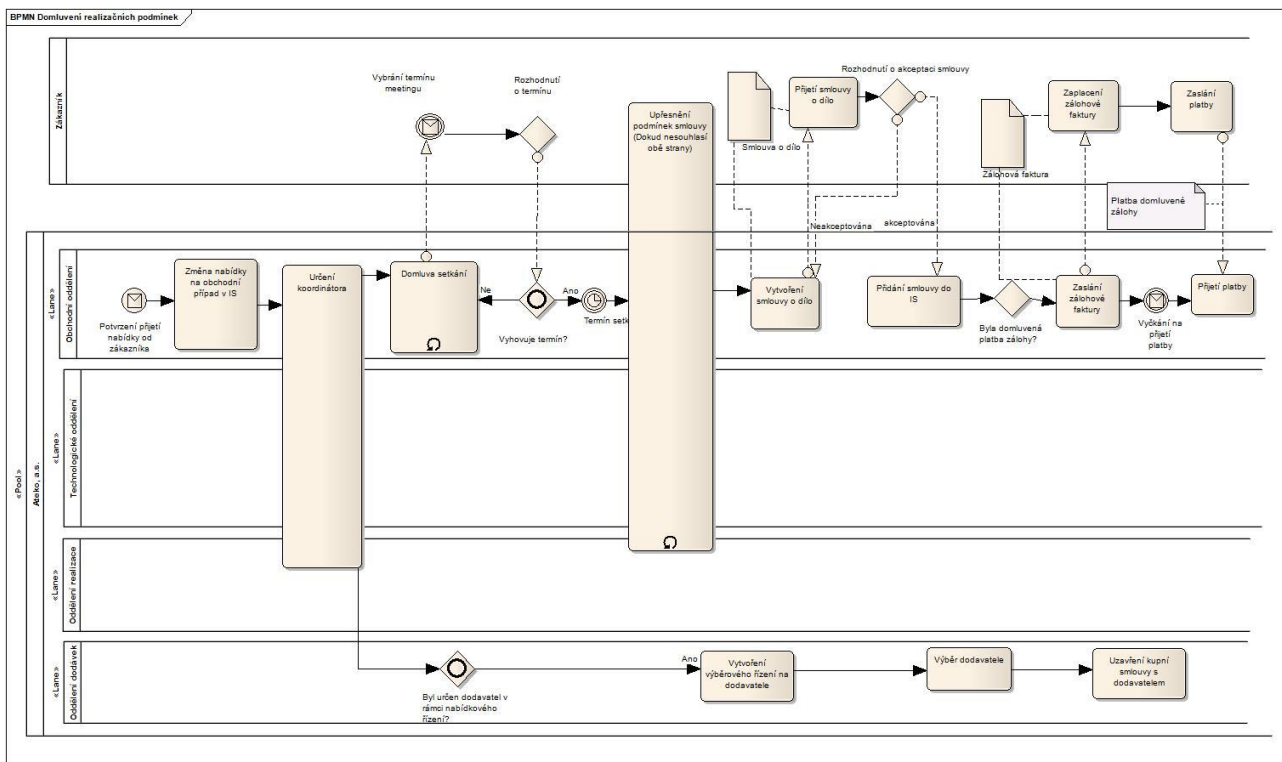 BPMN Domluvení realizačních podmínek
Zákazník
Vybrání termínu
meetingu
Rozhodnutí
o termínu
Upřesnění
podmínek smlouvy
(Dokud nesouhlasí
obě strany)
Smlouva o dílo
Přijetí smlouvy
o dílo
Rozhodnutí o akceptaci smlouvy
Zálohová faktura
Zaplacení
zálohové
faktury
Zaslání
platby
Platba domluvené
zálohy
Neakceptována
akceptována
«Pool»
Ateko, a.s.
«Lane»
Obchodní oddělení
Potvrzení přijetí
nabídky od
zákazníka
Změna nabídky
na obchodní
případ v IS
Určení
koordinátora
Domluva setkání
Ne
Vyhovuje termín?
Ano
Termín setk
Vytvoření
smlouvy o dílo
Přidání smlouvy do
IS
Byla domluvená
platba zálohy?
Zaslání
zálohové
faktury
Vyčkání na
přijetí
platby
Přijetí platby
«Lane»
Technologické oddělení
«Lane»
Oddělení realizace
«Lane»
Oddělení dodávek
Byl určen dodavatel v
rámci nabídkového
řízení?
Ano
Vytvoření
výběrového řízení na
dodavatele
Výběr dodavatele
Uzavření kupní
smlouvy s
dodavatelem